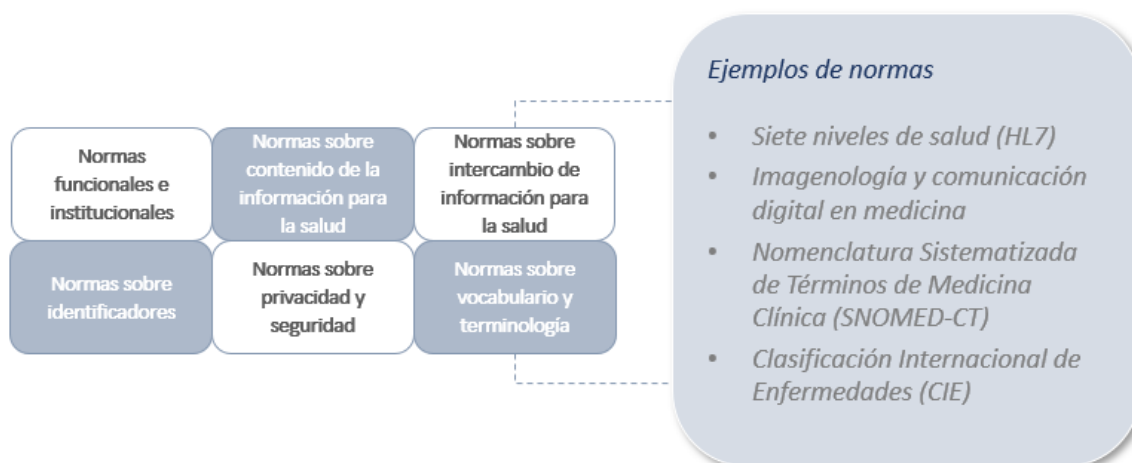 Normas
funcionales e
institucionales
Normas sobre
contenido de la
información para
la salud
Normas sobre
intercambio de
información para
la salud
Normas sobre
identificadores
Normas sobre
privacidad y
seguridad
Normas sobre
vocabulario y
terminología
Ejemplos de normas
• Siete niveles de salud (HL7)
• Imagenología y comunicación
digital en medicina
• Nomenclatura Sistematizada
de Términos de Medicina
Clínica (SNOMED-CT)
• Clasificación Internacional de
Enfermedades (CIE)